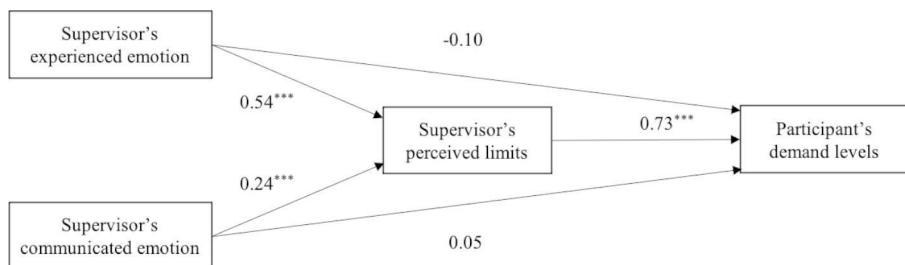 Supervisor's
experienced emotion
-0.10
0.54***
Supervisor's
perceived limits
0.73***
Participant's
demand levels
0.24***
Supervisor's
communicated emotion
0.05